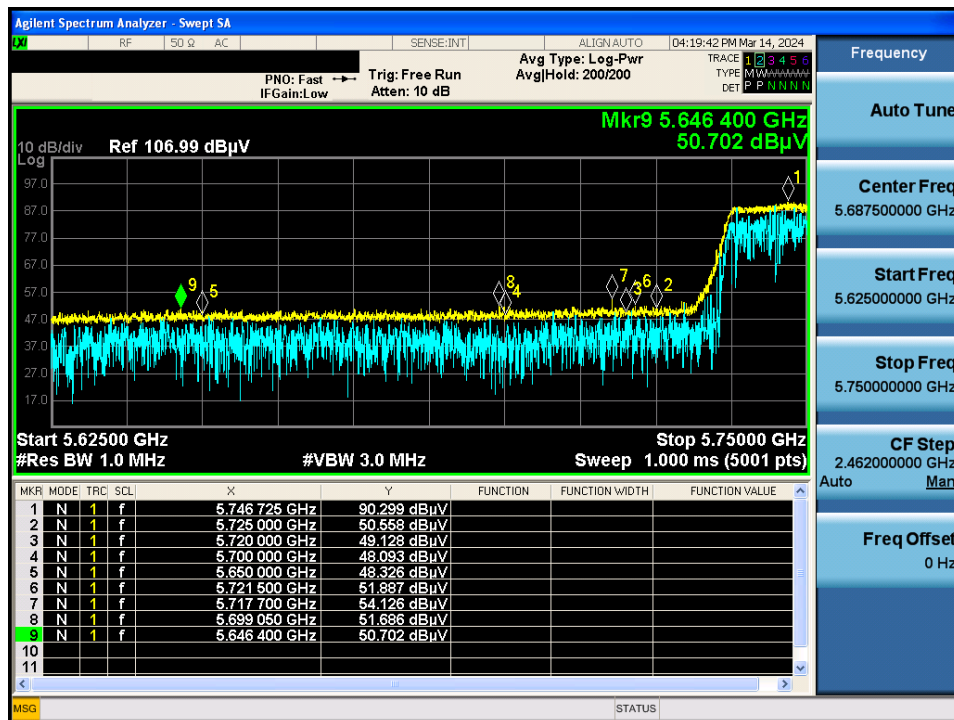 Agilent Spectrum Analyzer - Swept SA
LXI RF 50 Ω AC SENSE:INT ALIGN AUTO 04:19:42 PM Mar 14, 2024
Frequency
PNO: Fast
IFGain:Low
Trig: Free Run
Atten: 10 dB
Avg Type: Log-Pwr
Avg|Hold: 200/200
TRACE 1 2 3 4 5 6
TYPE M W
DET P P N N N N
Mkr9 5.646 400 GHz
50.702 dBµV
10 dB/div Ref 106.99 dBµV
Log
97.0
87.0
77.0
67.0
57.0
47.0
37.0
27.0
17.0
1
9 5 8 4 7 3 6 2
Start 5.62500 GHz Stop 5.75000 GHz
#Res BW 1.0 MHz #VBW 3.0 MHz Sweep 1.000 ms (5001 pts)
MKR MODE TRC SCL X Y FUNCTION FUNCTION WIDTH FUNCTION VALUE
1 N 1 f 5.746 725 GHz 90.299 dBµV
2 N 1 f 5.725 000 GHz 50.558 dBµV
3 N 1 f 5.720 000 GHz 49.128 dBµV
4 N 1 f 5.700 000 GHz 48.093 dBµV
5 N 1 f 5.650 000 GHz 48.326 dBµV
6 N 1 f 5.721 500 GHz 51.887 dBµV
7 N 1 f 5.717 700 GHz 54.126 dBµV
8 N 1 f 5.699 050 GHz 51.686 dBµV
9 N 1 f 5.646 400 GHz 50.702 dBµV
10
11
Auto Tune
Center Freq
5.687500000 GHz
Start Freq
5.625000000 GHz
Stop Freq
5.750000000 GHz
CF Step
2.462000000 GHz
Auto Man
Freq Offset
0 Hz
MSG STATUS